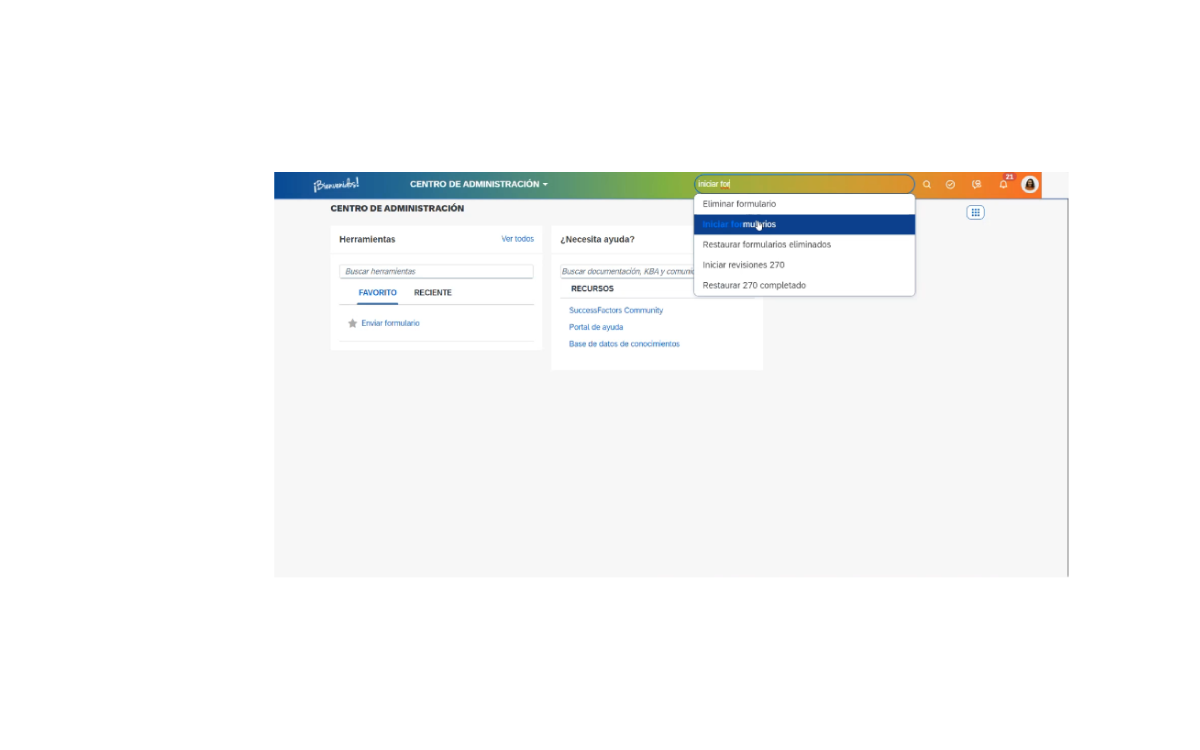 ¡Bienvenid@s!
CENTRO DE ADMINISTRACIÓN
iniciar for
21
CENTRO DE ADMINISTRACIÓN
Eliminar formulario
Iniciar formularios
Restaurar formularios eliminados
Iniciar revisiones 270
Restaurar 270 completado
Herramientas
Ver todos
Buscar herramientas
FAVORITO
RECIENTE
Enviar formulario
¿Necesita ayuda?
Buscar documentación, KBA y comuni
RECURSOS
SuccessFactors Community
Portal de ayuda
Base de datos de conocimientos